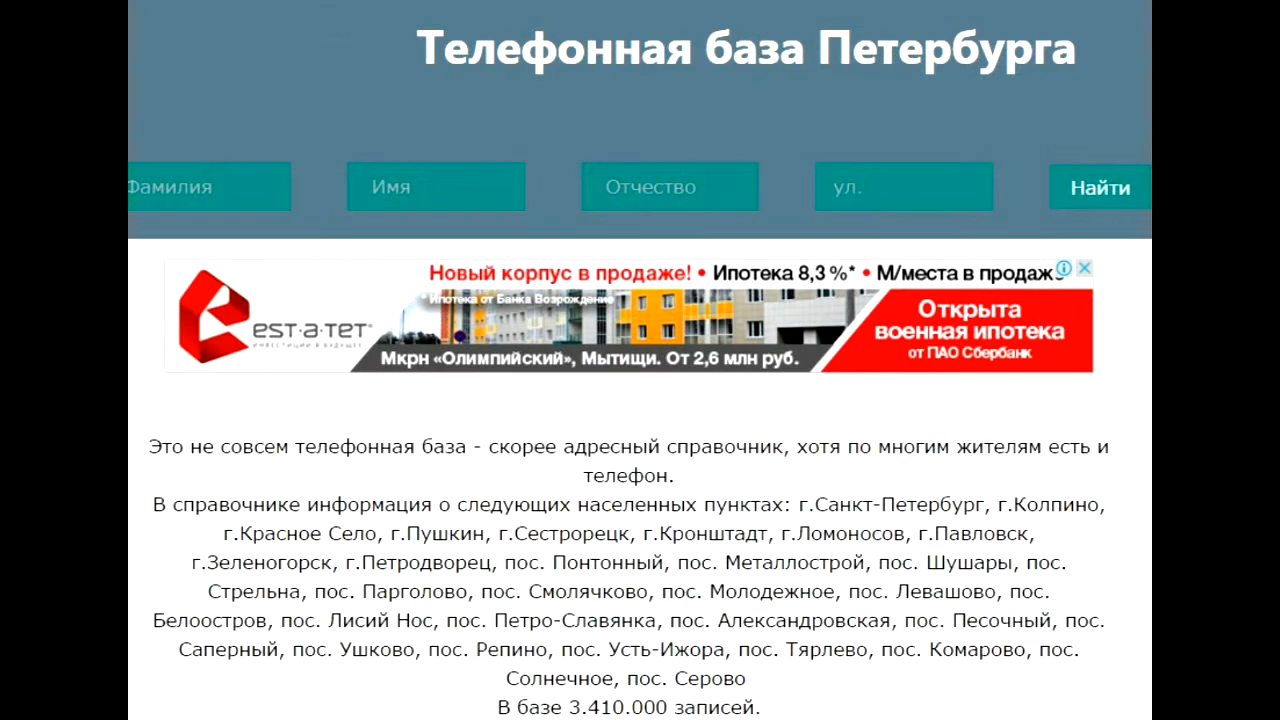 Телефонная база Петербурга
Фамилия Имя Отчество ул. Найти
Новый корпус в продаже! • Ипотека 8,3 %* • М/места в продаж
* Ипотека от Банка Возрождение
est-a-tet
ИНВЕСТИЦИИ В БУДУЩЕЕ
Мкрн «Олимпийский», Мытищи. От 2,6 млн руб.
Открыта
военная ипотека
от ПАО Сбербанк
Это не совсем телефонная база - скорее адресный справочник, хотя по многим жителям есть и
телефон.
В справочнике информация о следующих населенных пунктах: г.Санкт-Петербург, г.Колпино,
г.Красное Село, г.Пушкин, г.Сестрорецк, г.Кронштадт, г.Ломоносов, г.Павловск,
г.Зеленогорск, г.Петродворец, пос. Понтонный, пос. Металлострой, пос. Шушары, пос.
Стрельна, пос. Парголово, пос. Смолячково, пос. Молодежное, пос. Левашово, пос.
Белоостров, пос. Лисий Нос, пос. Петро-Славянка, пос. Александровская, пос. Песочный, пос.
Саперный, пос. Ушково, пос. Репино, пос. Усть-Ижора, пос. Тярлево, пос. Комарово, пос.
Солнечное, пос. Серово
В базе 3.410.000 записей.